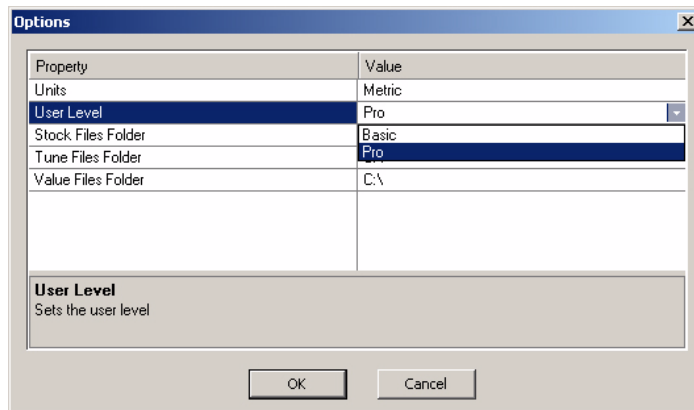 Options
Property Value
Units Metric
User Level Pro
Stock Files Folder Basic
Tune Files Folder Pro
Value Files Folder C:\
User Level
Sets the user level
OK Cancel